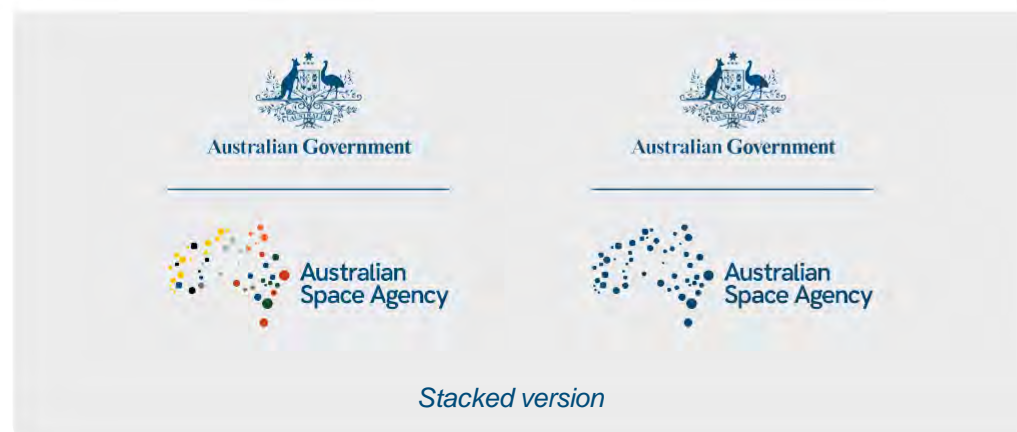 Australian Government
Australian Government
Australian
Space Agency
Australian
Space Agency
Stacked version